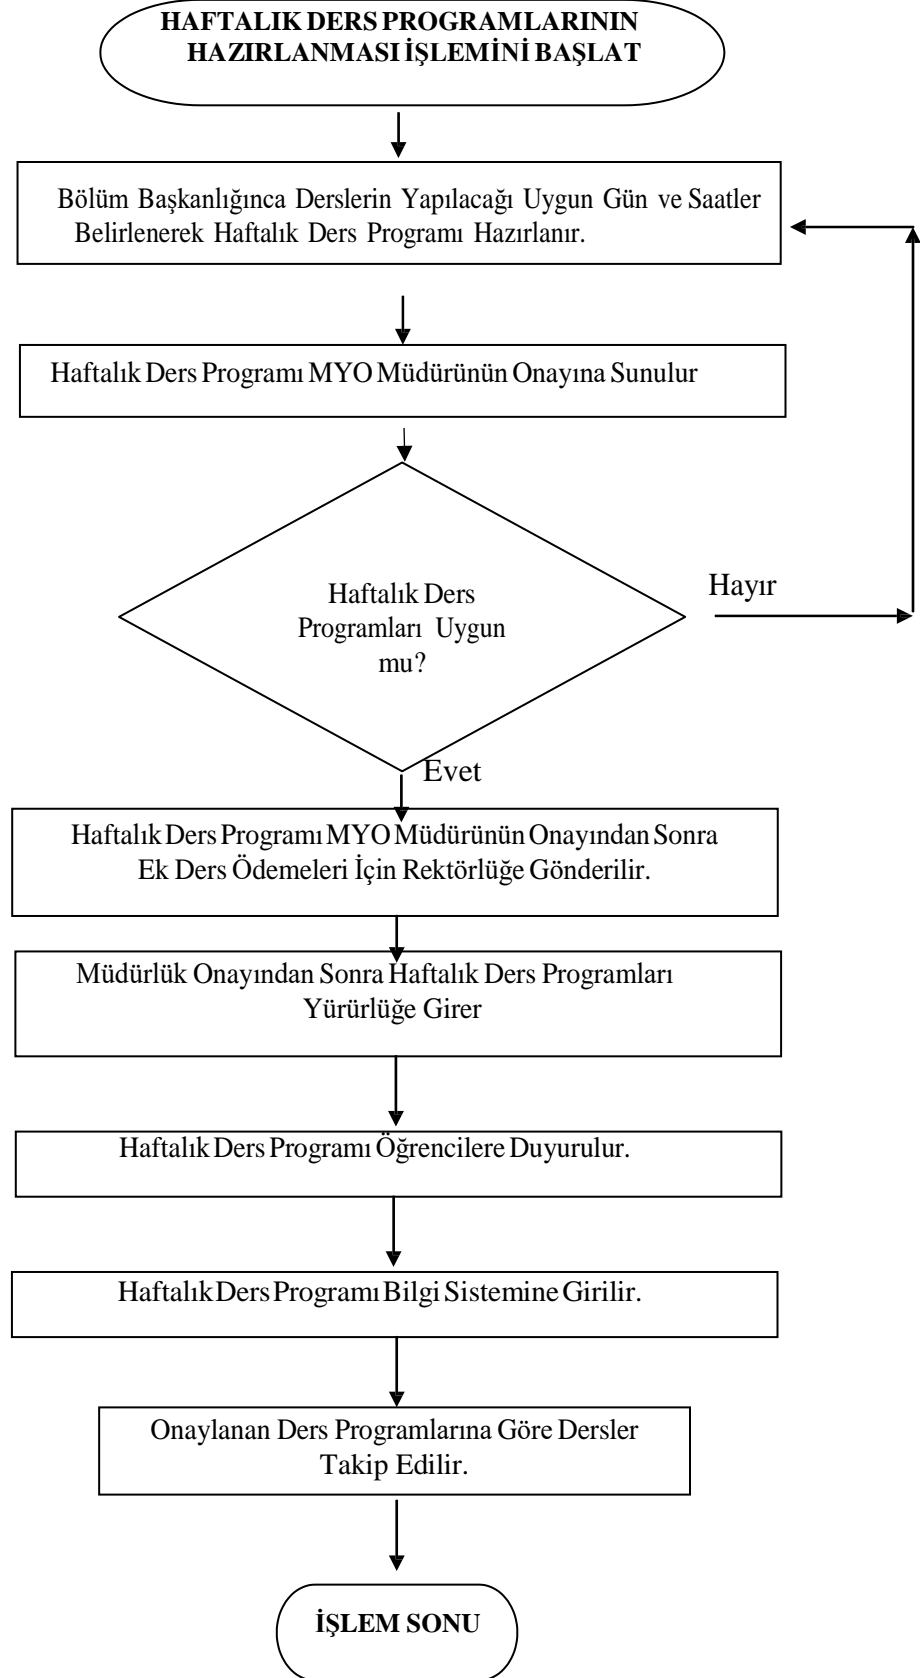 HAFTALIK DERS PROGRAMLARININ
HAZIRLANMASI İŞLEMİNİ BAŞLAT
Bölüm Başkanlığınca Derslerin Yapılacağı Uygun Gün ve Saatler
Belirlenerek Haftalık Ders Programı Hazırlanır.
Haftalık Ders Programı MYO Müdürünün Onayına Sunulur
Haftalık Ders
Programları Uygun
mu?
Hayır
Evet
Haftalık Ders Programı MYO Müdürünün Onayından Sonra
Ek Ders Ödemeleri İçin Rektörlüğe Gönderilir.
Müdürlük Onayından Sonra Haftalık Ders Programları
Yürürlüğe Girer
Haftalık Ders Programı Öğrencilere Duyurulur.
Haftalık Ders Programı Bilgi Sistemine Girilir.
Onaylanan Ders Programlarına Göre Dersler
Takip Edilir.
İŞLEM SONU